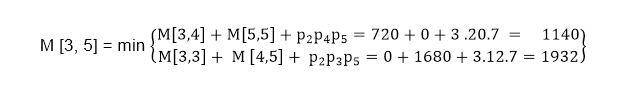 M [3, 5] = min {M[3,4] + M[5,5] + p₂p₄p₅ = 720 + 0 + 3 .20.7 = 1140}
{M[3,3] + M [4,5] + p₂p₃p₅ = 0 + 1680 + 3.12.7 = 1932}